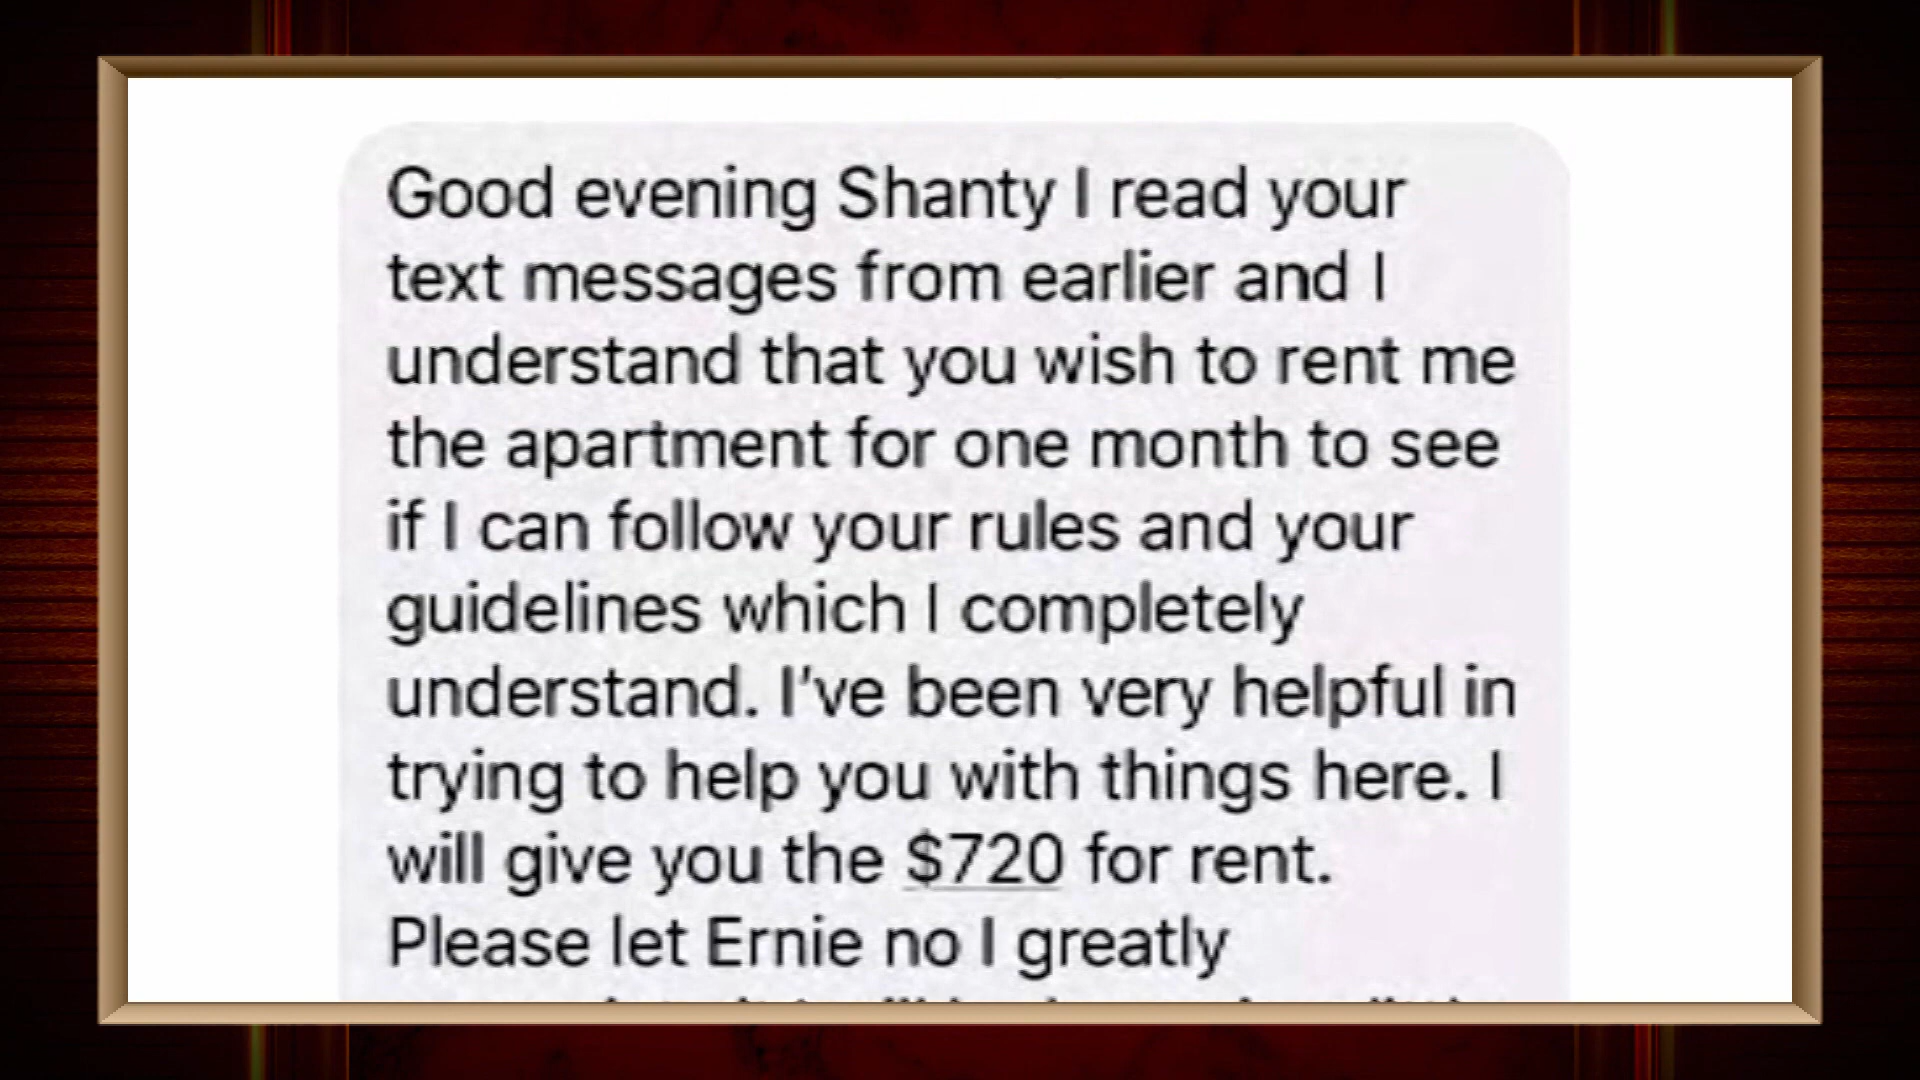 Good evening Shanty I read your
text messages from earlier and I
understand that you wish to rent me
the apartment for one month to see
if I can follow your rules and your
guidelines which I completely
understand. I've been very helpful in
trying to help you with things here. I
will give you the $720 for rent.
Please let Ernie no I greatly